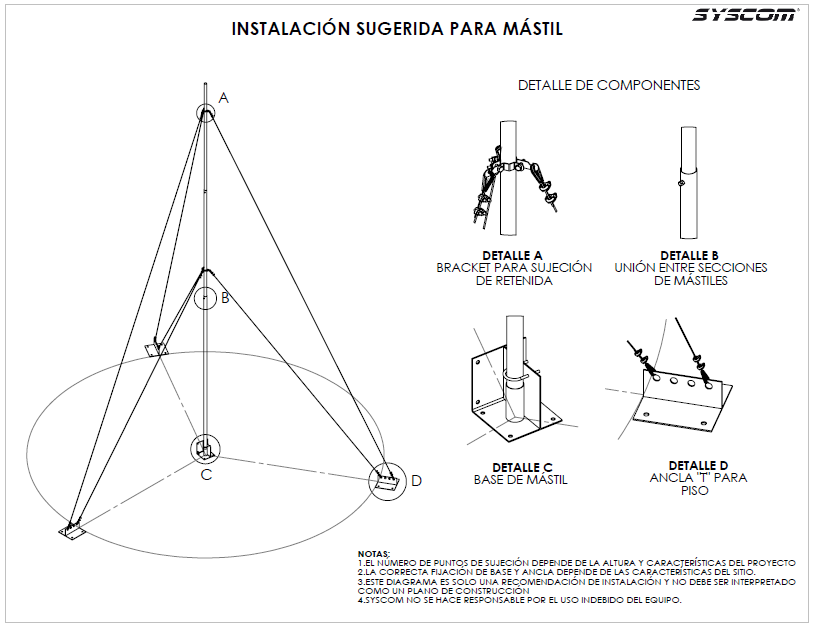 SYSCOM®
INSTALACIÓN SUGERIDA PARA MÁSTIL
DETALLE DE COMPONENTES
A
B
C
D
DETALLE A
BRACKET PARA SUJECIÓN
DE RETENIDA
DETALLE B
UNIÓN ENTRE SECCIONES
DE MÁSTILES
DETALLE C
BASE DE MÁSTIL
DETALLE D
ANCLA "T" PARA
PISO
NOTAS;
1.EL NÚMERO DE PUNTOS DE SUJECIÓN DEPENDE DE LA ALTURA Y CARACTERÍSTICAS DEL PROYECTO
2.LA CORRECTA FIJACIÓN DE BASE Y ANCLA DEPENDE DE LAS CARACTERÍSTICAS DEL SITIO.
3.ESTE DIAGRAMA ES SOLO UNA RECOMENDACIÓN DE INSTALACIÓN Y NO DEBE SER INTERPRETADO
COMO UN PLANO DE CONSTRUCCIÓN
4.SYSCOM NO SE HACE RESPONSABLE POR EL USO INDEBIDO DEL EQUIPO.